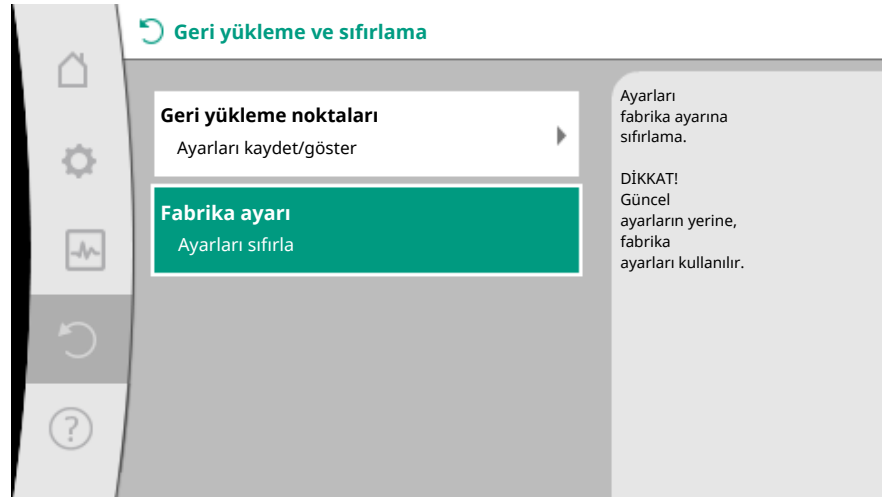 Geri yükleme ve sıfırlama
Geri yükleme noktaları
Ayarları kaydet/göster
Fabrika ayarı
Ayarları sıfırla
Ayarları
fabrika ayarına
sıfırlama.
DİKKAT!
Güncel
ayarların yerine,
fabrika
ayarları kullanılır.
?